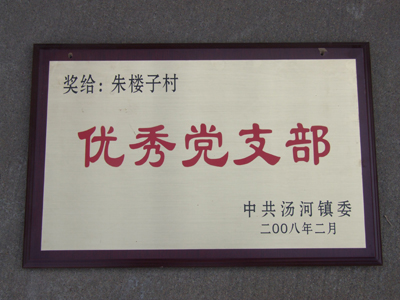 奖给：朱楼子村
优秀党支部
中共汤河镇委
二00八年二月